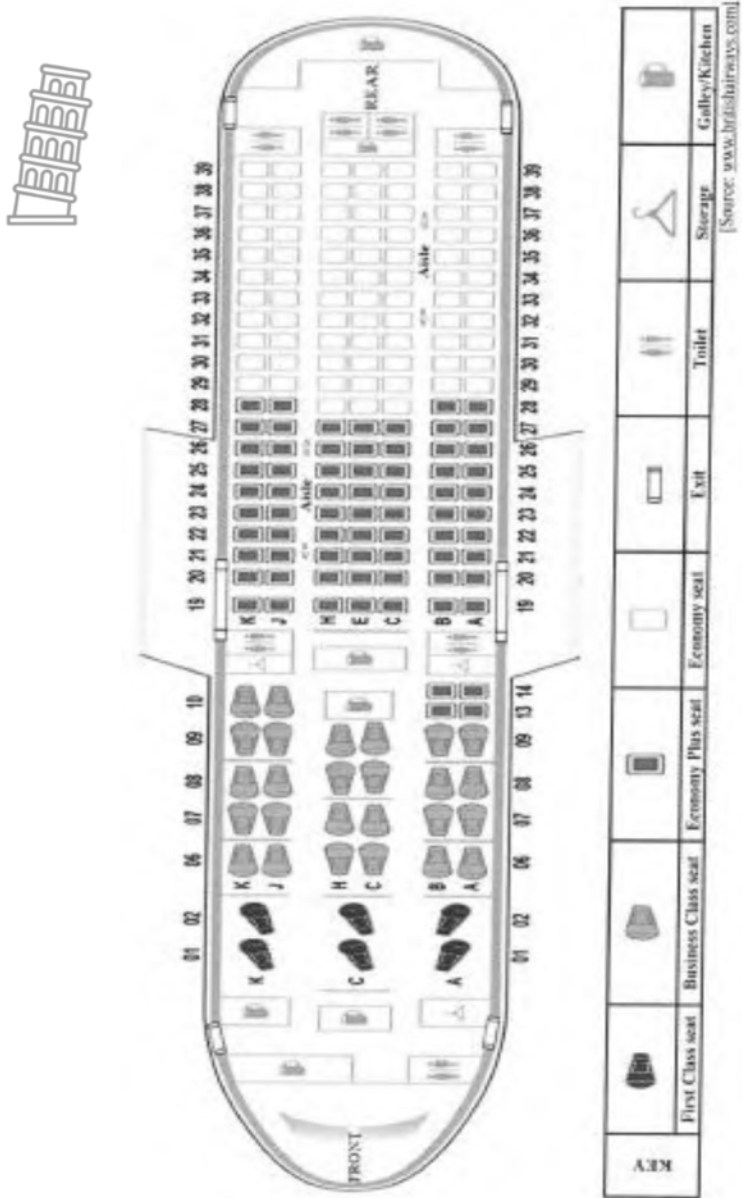 01 02 06 07 08 09 10 19 20 21 22 23 24 25 26 27 28 29 30 31 32 33 34 35 36 37 38 39
K K K
J J
Aisle
FRONT H H REAR
C C E
C
Aisle
B B
A A A
01 02 06 07 08 09 13 14 19 20 21 22 23 24 25 26 27 28 29 30 31 32 33 34 35 36 37 38 39
KEY
First Class seat Business Class seat Economy Plus seat Economy seat Exit Toilet Storage Galley/Kitchen
[Source: www.britishairways.com]